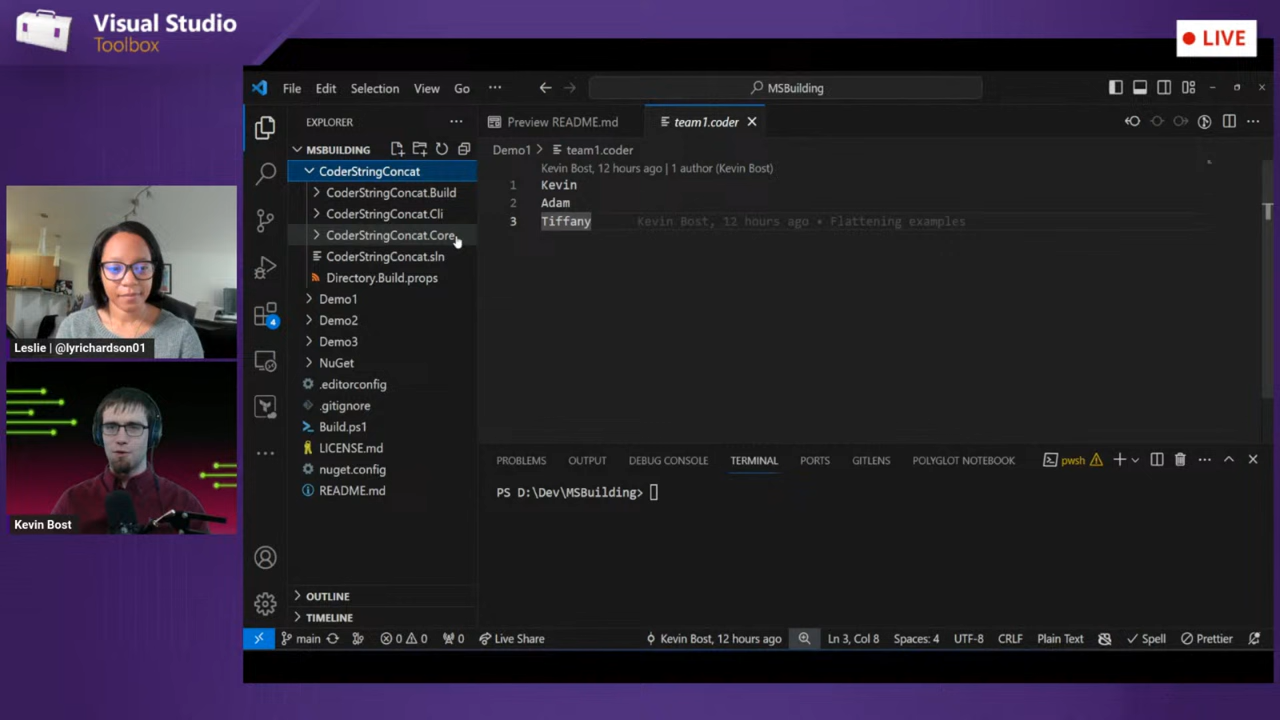 Visual Studio
Toolbox
LIVE
File Edit Selection View Go
MSBuilding
EXPLORER
MSBUILDING
CoderStringConcat
CoderStringConcat.Build
CoderStringConcat.Cli
CoderStringConcat.Core
CoderStringConcat.sln
Directory.Build.props
Demo1
Demo2
Demo3
NuGet
.editorconfig
.gitignore
Build.ps1
LICENSE.md
nuget.config
README.md
OUTLINE
TIMELINE
4
Preview README.md team1.coder
Demo1 > team1.coder
Kevin Bost, 12 hours ago | 1 author (Kevin Bost)
1 Kevin
2 Adam
3 Tiffany Kevin Bost, 12 hours ago • Flattening examples
PROBLEMS OUTPUT DEBUG CONSOLE TERMINAL PORTS GITLENS POLYGLOT NOTEBOOK pwsh
PS D:\Dev\MSBuilding>
main 0 0 0 Live Share Kevin Bost, 12 hours ago Ln 3, Col 8 Spaces: 4 UTF-8 CRLF Plain Text Spell Prettier
Leslie | @lyrichardson01
Kevin Bost